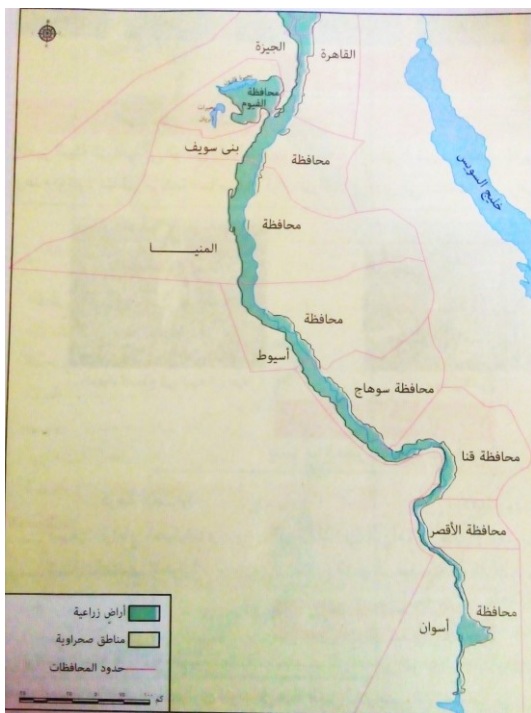 الجيزة
القاهرة
محافظة
الفيوم
بنى سويف
محافظة
خليج السويس
محافظة
المنيـــــــا
محافظة
أسيوط
محافظة سوهاج
محافظة قنا
محافظة الأقصر
محافظة
أسوان
أراضٍ زراعية
مناطق صحراوية
حدود المحافظات
كم